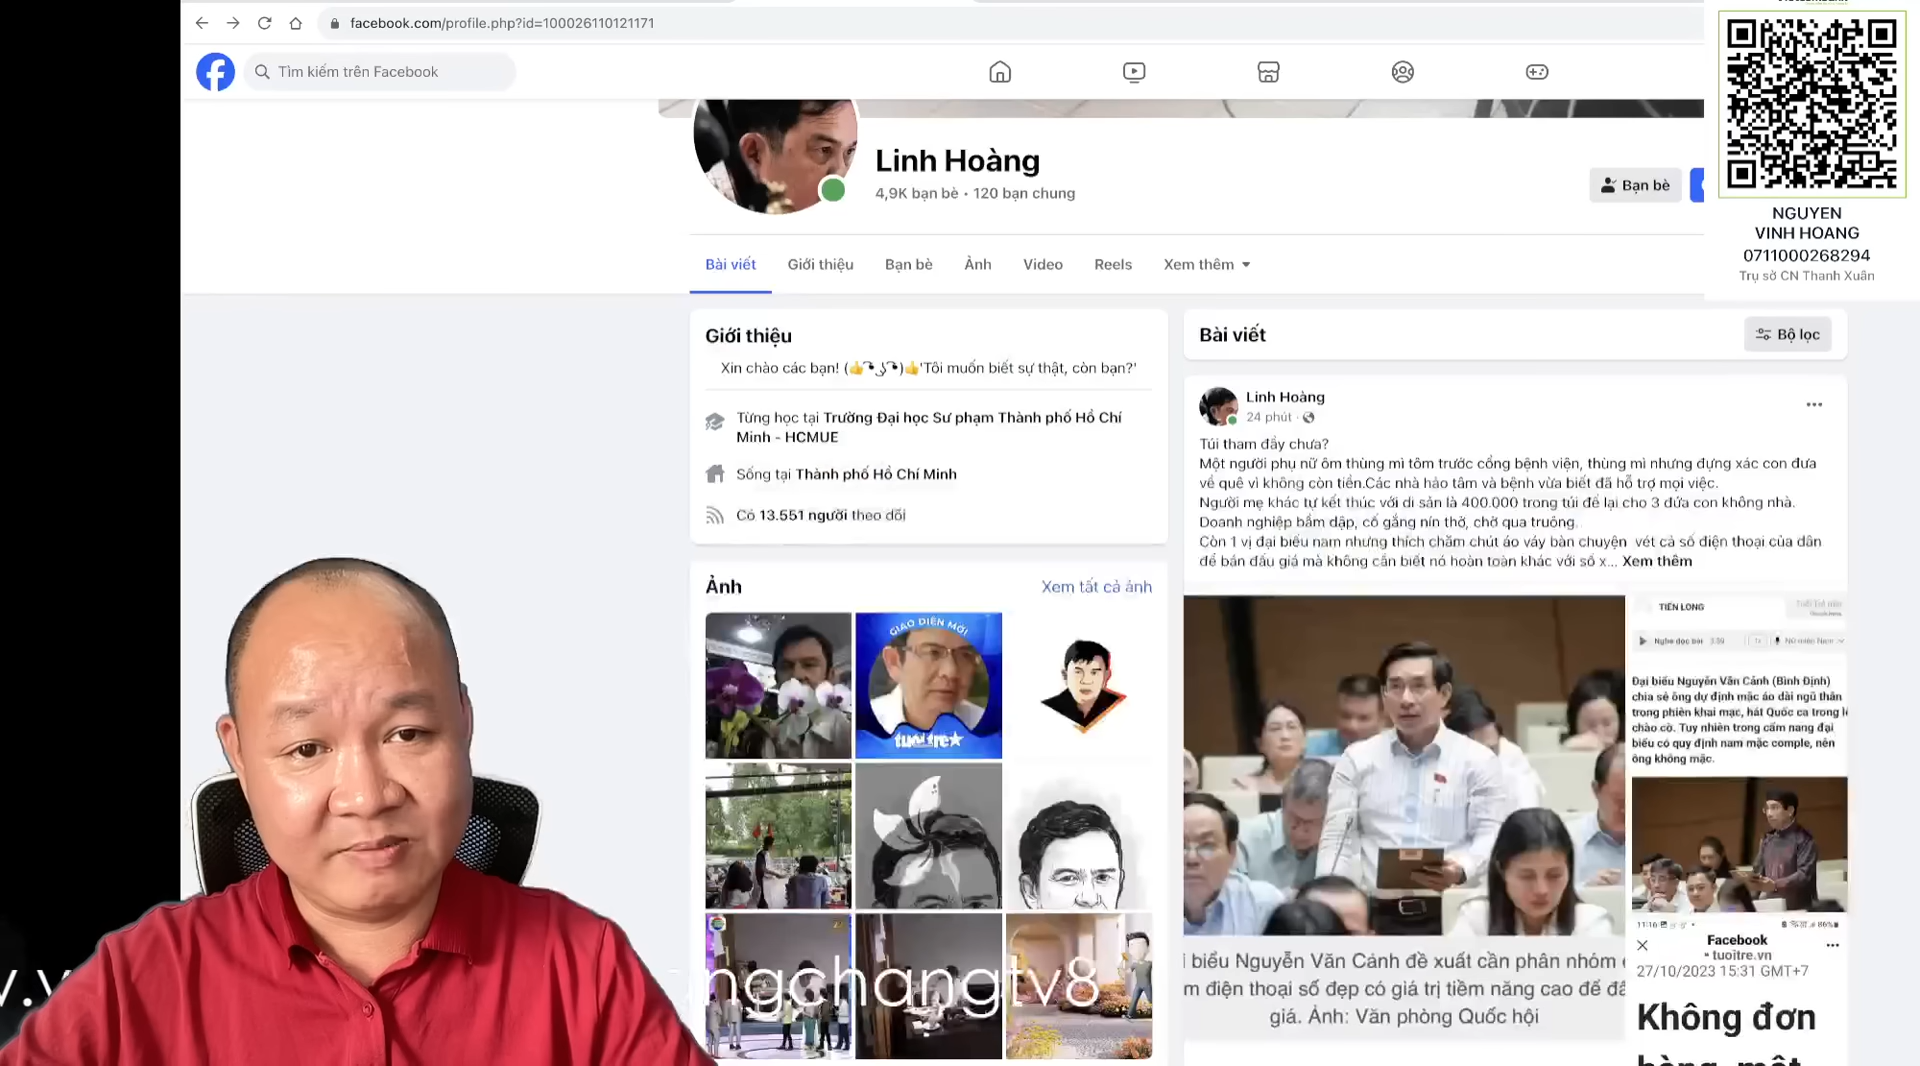 facebook.com/profile.php?id=100026110121171
Tìm kiếm trên Facebook
Linh Hoàng
4,9K bạn bè • 120 bạn chung
Bạn bè
NGUYEN
VINH HOANG
0711000268294
Trụ sở CN Thanh Xuân
Bài viết
Giới thiệu
Bạn bè
Ảnh
Video
Reels
Xem thêm
Giới thiệu
Xin chào các bạn! (👍 ͡° ͜ʖ ͡°)👍'Tôi muốn biết sự thật, còn bạn?'
Từng học tại Trường Đại học Sư phạm Thành phố Hồ Chí
Minh - HCMUE
Sống tại Thành phố Hồ Chí Minh
Có 13.551 người theo dõi
Ảnh
Xem tất cả ảnh
GIAO DIỆN MỚI
tuổi trẻ
Bài viết
Bộ lọc
Linh Hoàng
24 phút
Túi tham đầy chưa?
Một người phụ nữ ôm thùng mì tôm trước cổng bệnh viện, thùng mì nhưng đựng xác con đưa
về quê vì không còn tiền.Các nhà hảo tâm và bệnh vừa biết đã hỗ trợ mọi việc.
Người mẹ khác tự kết thúc với di sản là 400.000 trong túi để lại cho 3 đứa con không nhà.
Doanh nghiệp bầm dập, cố gắng nín thở, chờ qua truông.
Còn 1 vị đại biểu nam nhưng thích chăm chút áo váy bàn chuyện vét cả số điện thoại của dân
để bán đấu giá mà không cần biết nó hoàn toàn khác với số x... Xem thêm
TIẾN LONG
Nghe đọc bài 3:39
1x
Đại biểu Nguyễn Văn Cảnh (Bình Định)
chia sẻ ông dự định mặc áo dài ngũ thân
trong phiên khai mạc, hát Quốc ca trong l
chào cờ. Tuy nhiên trong cẩm nang đại
biểu có quy định nam mặc comple, nên
ông không mặc.
i biểu Nguyễn Văn Cảnh đề xuất cần phân nhóm
m điện thoại số đẹp có giá trị tiềm năng cao để đấ
giá. Ảnh: Văn phòng Quốc hội
11:16
86%
Facebook
tuoitre.vn
27/10/2023 15:31 GMT+7
Không đơn
hàng, một
v.v
ngchangtv8